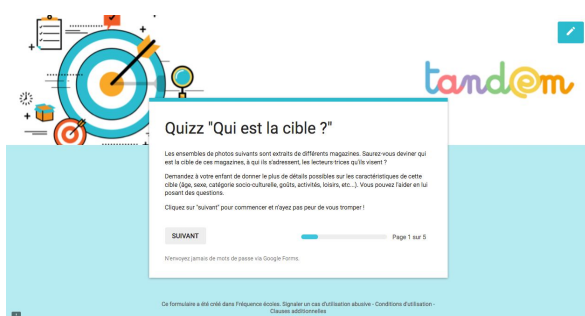 tandem
Quizz "Qui est la cible ?"
Les ensembles de photos suivants sont extraits de différents magazines. Saurez-vous deviner qui
est la cible de ces magazines, à qui ils s'adressent, les lecteurs·trices qu'ils visent ?
Demandez à votre enfant de donner le plus de détails possibles sur les caractéristiques de cette
cible (âge, sexe, catégorie socio-culturelle, goûts, activités, loisirs, etc...). Vous pouvez l'aider en lui
posant des questions.
Cliquez sur "suivant" pour commencer et n'ayez pas peur de vous tromper !
SUIVANT
Page 1 sur 5
N'envoyez jamais de mots de passe via Google Forms.
Ce formulaire a été créé dans Fréquence écoles. Signaler un cas d'utilisation abusive - Conditions d'utilisation -
Clauses additionnelles